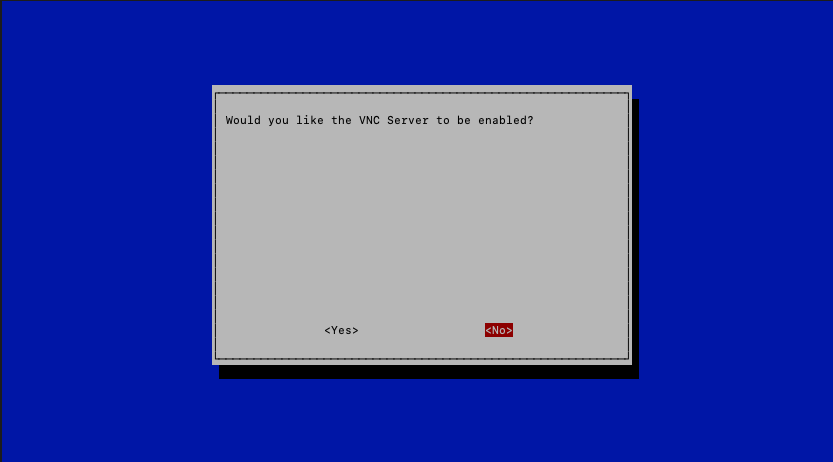 Would you like the VNC Server to be enabled?
<Yes> <No>